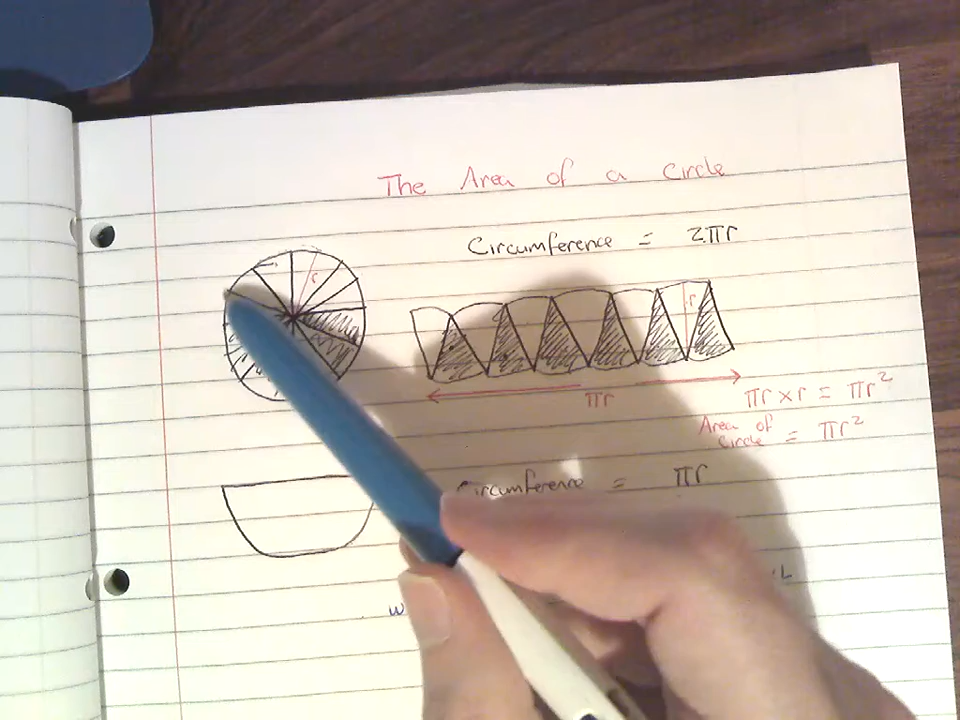 The Area of a Circle
Circumference = 2πr
r
r
πr
πr × r = πr²
Area of
Circle = πr²
Circumference = πr